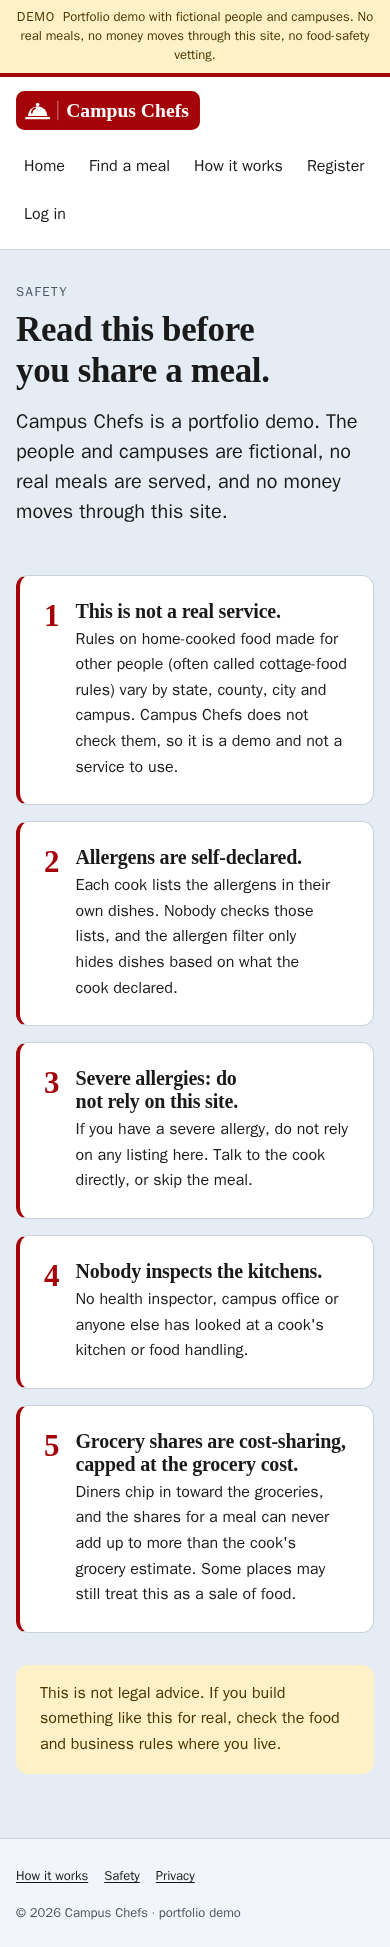 DEMO Portfolio demo with fictional people and campuses. No
real meals, no money moves through this site, no food-safety
vetting.
Campus Chefs
Home Find a meal How it works Register
Log in
SAFETY
Read this before
you share a meal.
Campus Chefs is a portfolio demo. The
people and campuses are fictional, no
real meals are served, and no money
moves through this site.
1 This is not a real service.
Rules on home-cooked food made for
other people (often called cottage-food
rules) vary by state, county, city and
campus. Campus Chefs does not
check them, so it is a demo and not a
service to use.
2 Allergens are self-declared.
Each cook lists the allergens in their
own dishes. Nobody checks those
lists, and the allergen filter only
hides dishes based on what the
cook declared.
3 Severe allergies: do
not rely on this site.
If you have a severe allergy, do not rely
on any listing here. Talk to the cook
directly, or skip the meal.
4 Nobody inspects the kitchens.
No health inspector, campus office or
anyone else has looked at a cook's
kitchen or food handling.
5 Grocery shares are cost-sharing,
capped at the grocery cost.
Diners chip in toward the groceries,
and the shares for a meal can never
add up to more than the cook's
grocery estimate. Some places may
still treat this as a sale of food.
This is not legal advice. If you build
something like this for real, check the food
and business rules where you live.
How it works Safety Privacy
© 2026 Campus Chefs · portfolio demo